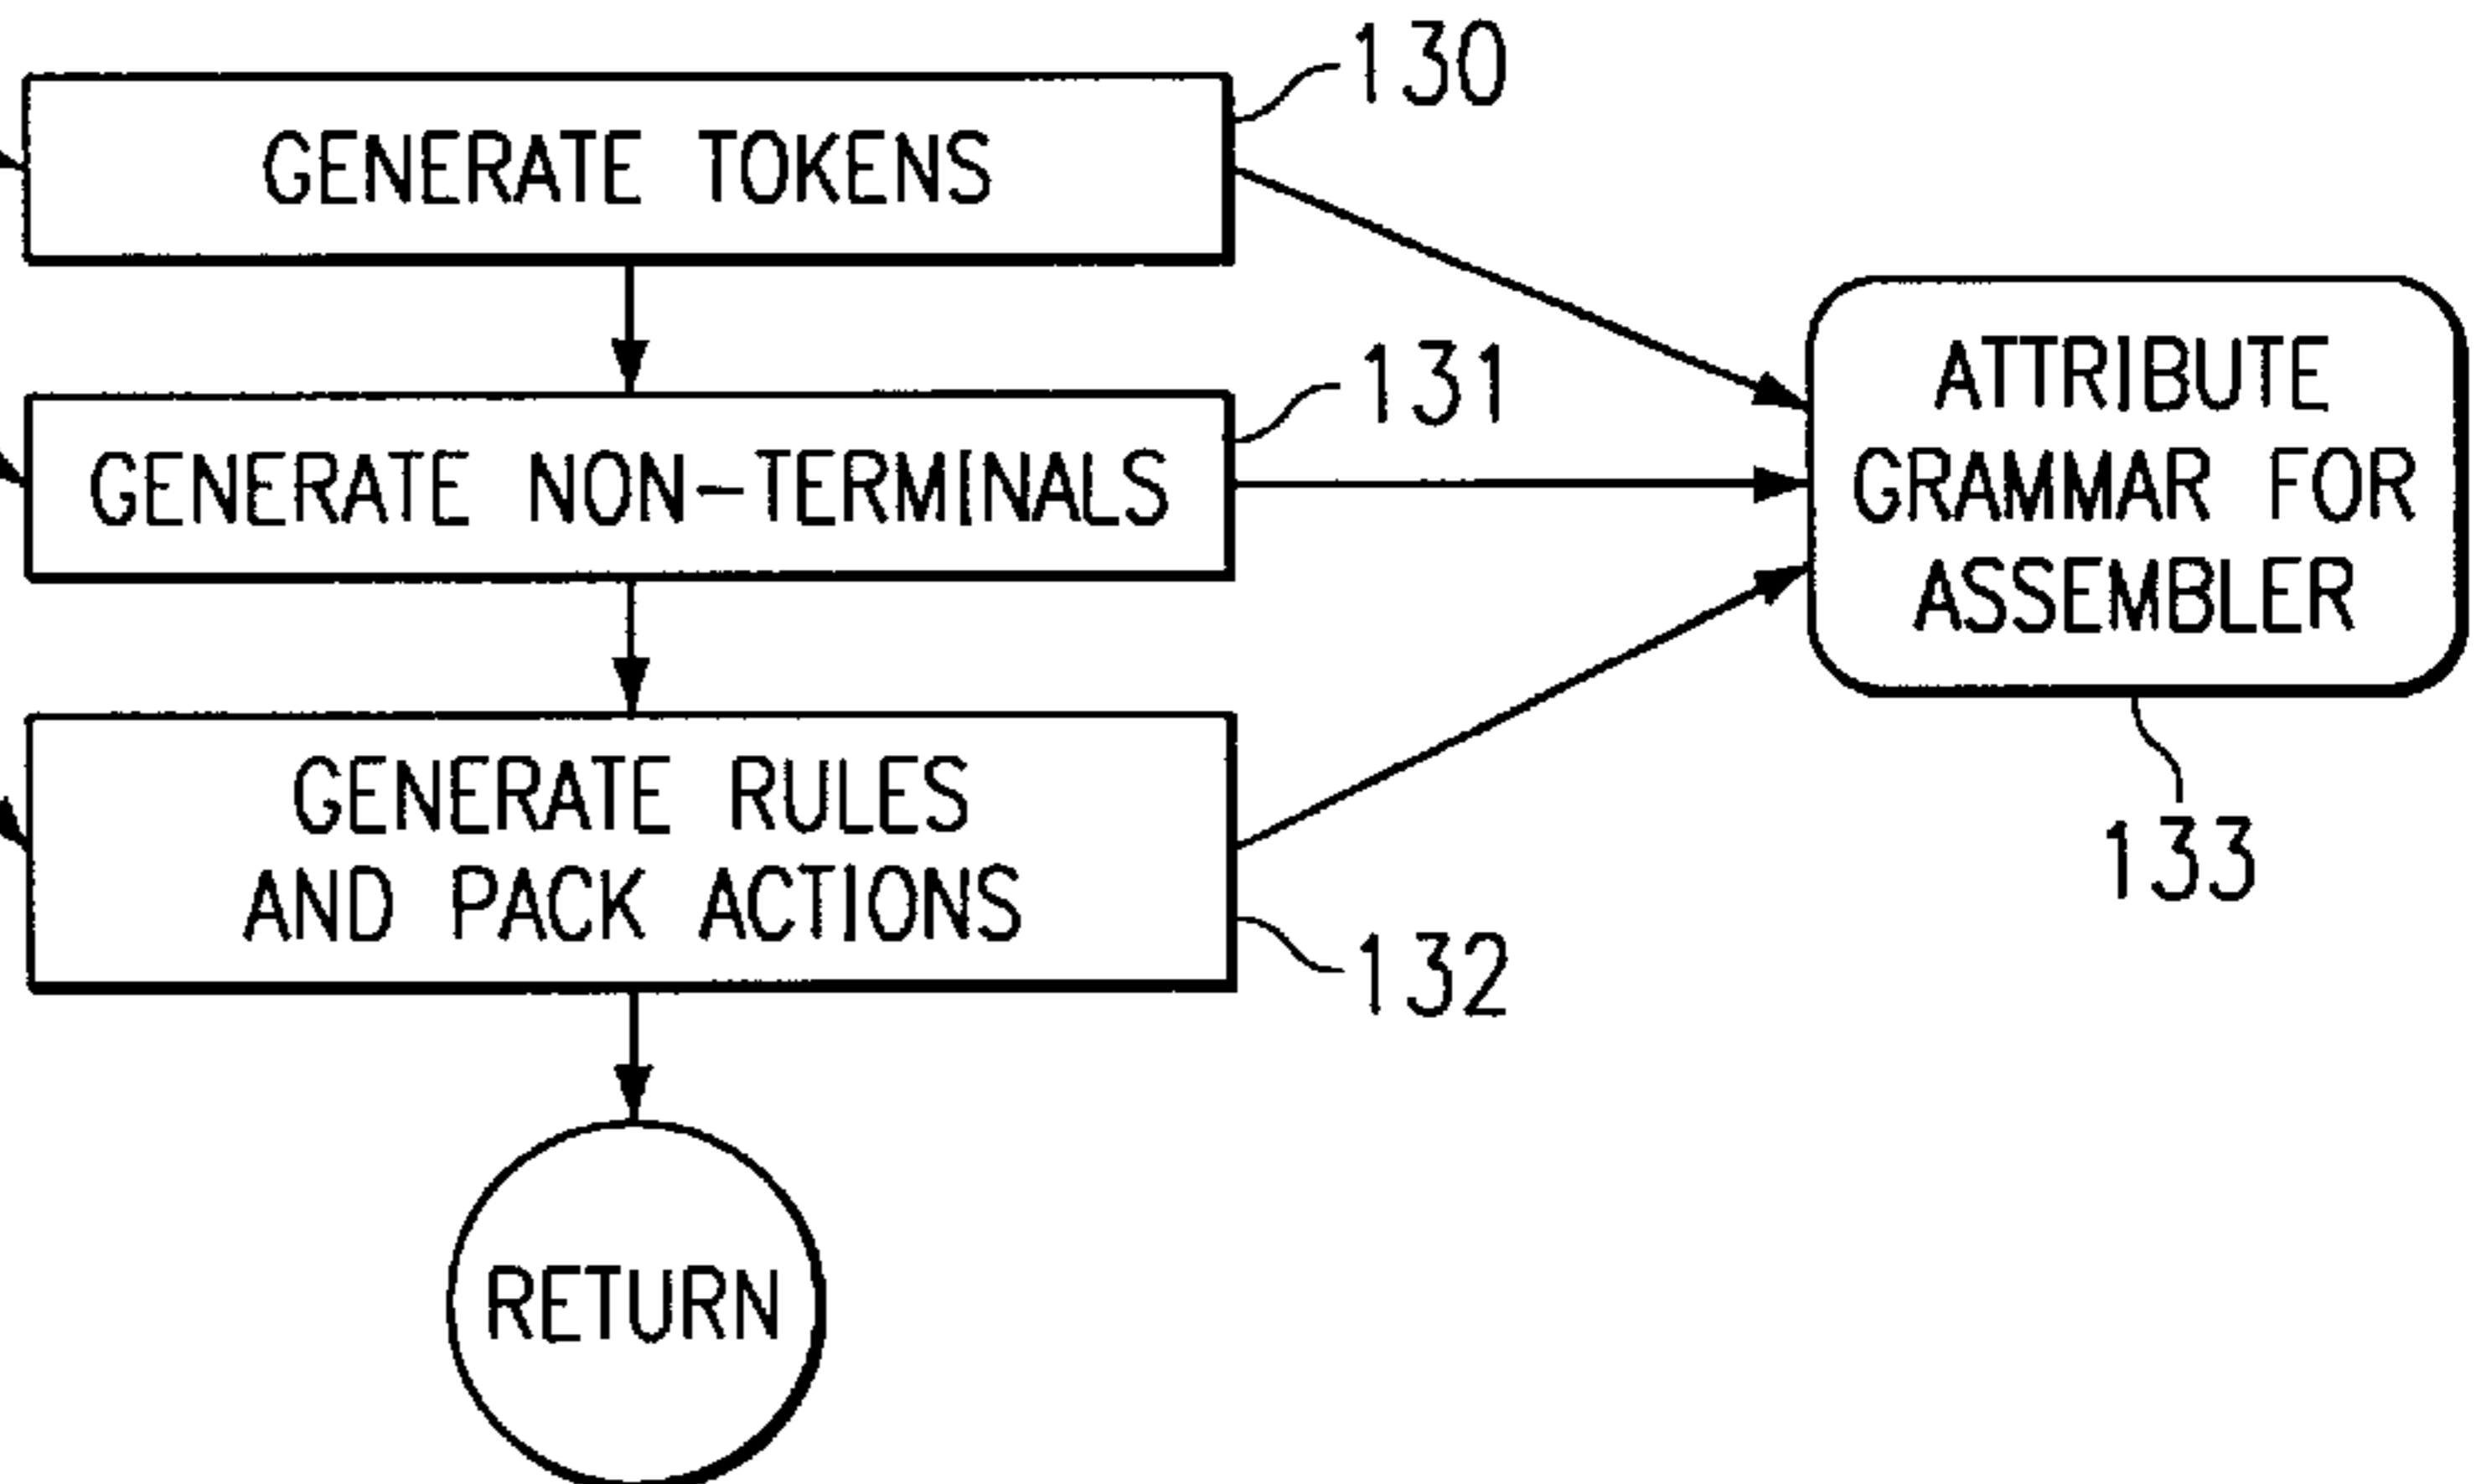 130
GENERATE TOKENS
131
GENERATE NON-TERMINALS
ATTRIBUTE
GRAMMAR FOR
ASSEMBLER
133
GENERATE RULES
AND PACK ACTIONS
132
RETURN